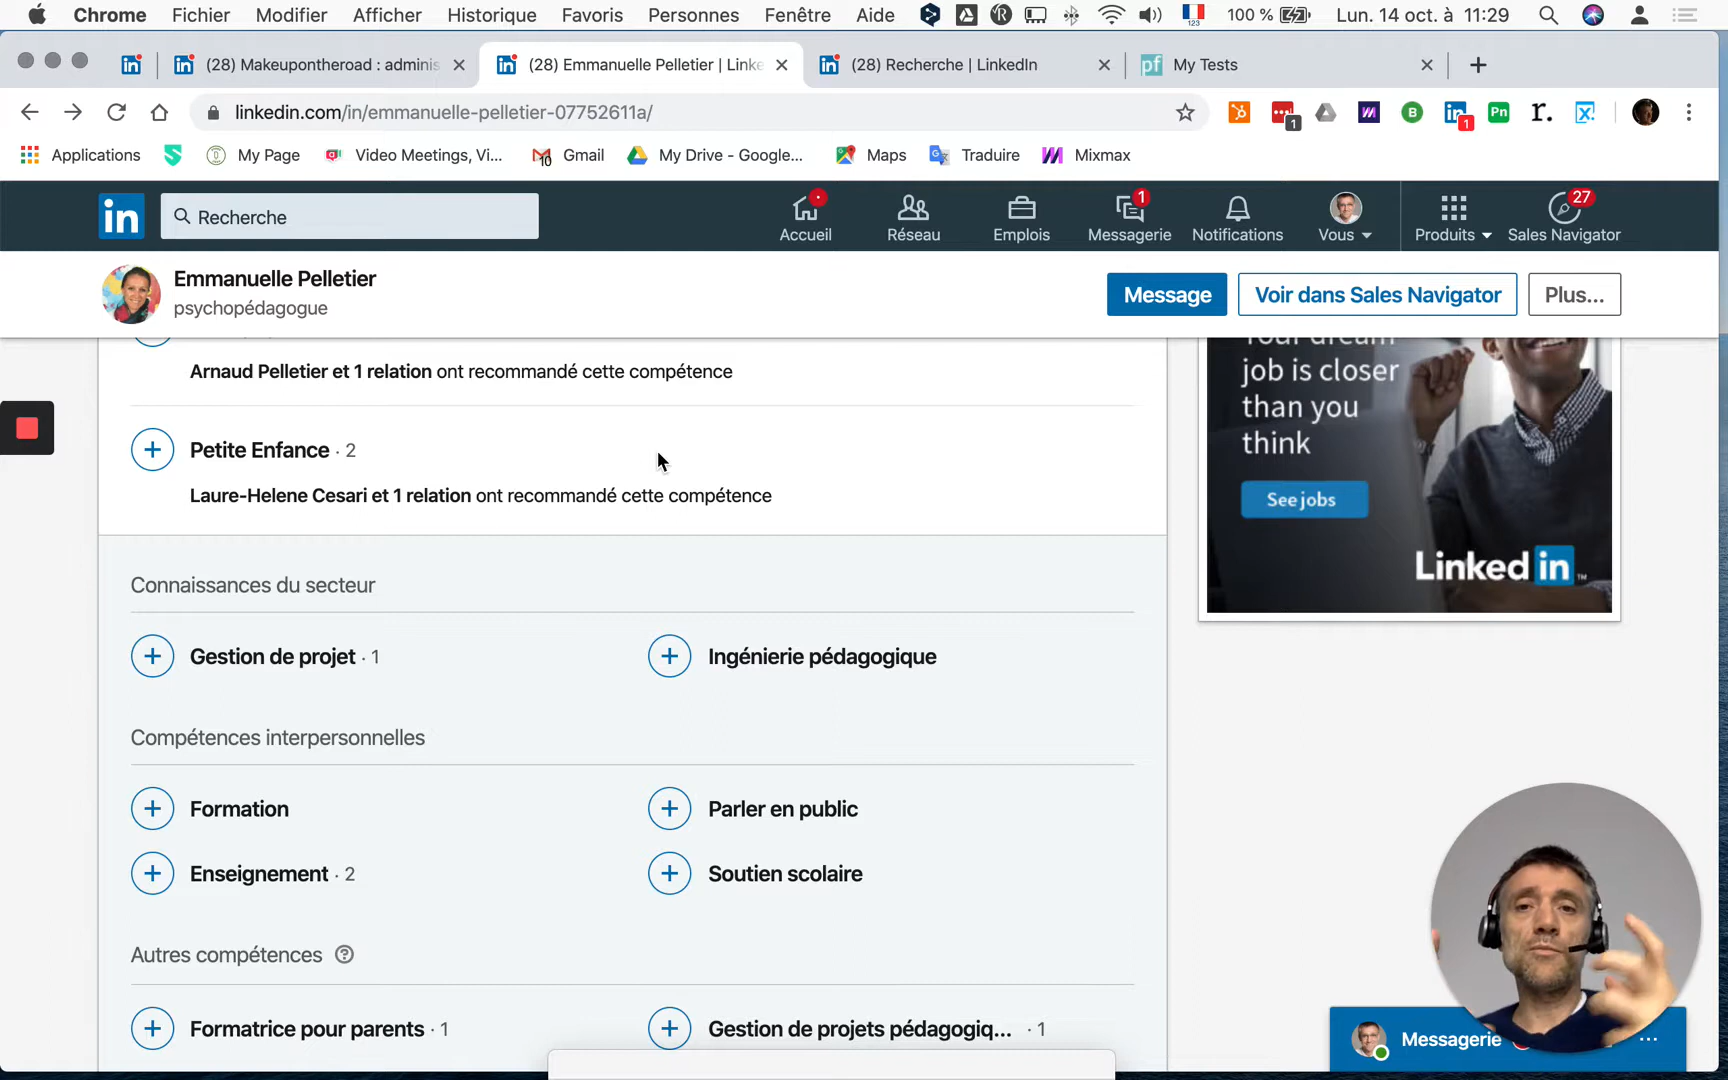 Chrome Fichier Modifier Afficher Historique Favoris Personnes Fenêtre Aide 100 % Lun. 14 oct. à 11:29
(28) Makeupontheroad : adminis
(28) Emmanuelle Pelletier | Linke
(28) Recherche | LinkedIn
My Tests
linkedin.com/in/emmanuelle-pelletier-07752611a/
Applications My Page Video Meetings, Vi... Gmail My Drive - Google... Maps Traduire Mixmax
in Recherche
Accueil Réseau Emplois Messagerie Notifications Vous Produits Sales Navigator
1
27
Emmanuelle Pelletier
psychopédagogue
Message Voir dans Sales Navigator Plus...
Arnaud Pelletier et 1 relation ont recommandé cette compétence
Petite Enfance · 2
Laure-Helene Cesari et 1 relation ont recommandé cette compétence
Connaissances du secteur
Gestion de projet · 1
Ingénierie pédagogique
Compétences interpersonnelles
Formation
Parler en public
Enseignement · 2
Soutien scolaire
Autres compétences
Formatrice pour parents · 1
Gestion de projets pédagogiq... · 1
Your dream
job is closer
than you
think
See jobs
Linked in
Messagerie